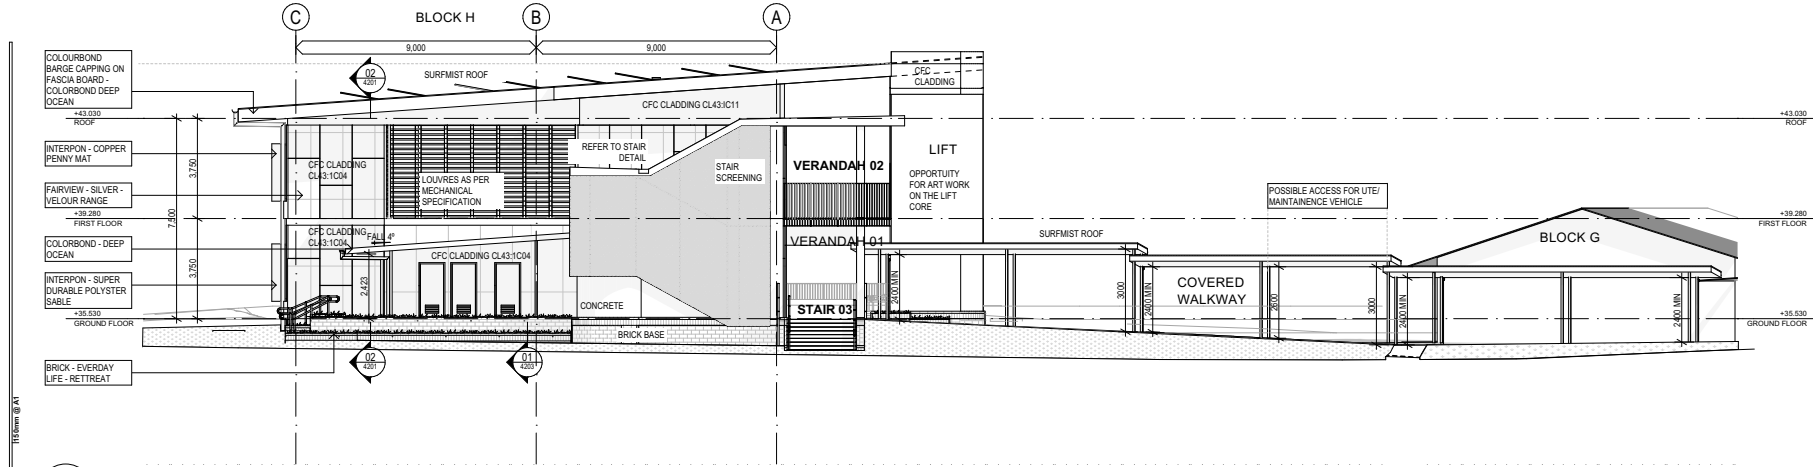 C
BLOCK H
B
A
9,000
9,000
COLOURBOND
BARGE CAPPING ON
FASCIA BOARD -
COLORBOND DEEP
OCEAN
02
4201
SURFMIST ROOF
CFC
CLADDING
CFC CLADDING CL43:IC11
+43.030
ROOF
+43.030
ROOF
INTERPON - COPPER
PENNY MAT
3,750
CFC CLADDING
CL43:1C04
REFER TO STAIR
DETAIL
LOUVRES AS PER
MECHANICAL
SPECIFICATION
STAIR
SCREENING
VERANDAH 02
LIFT
OPPORTUITY
FOR ART WORK
ON THE LIFT
CORE
POSSIBLE ACCESS FOR UTE/
MAINTAINENCE VEHICLE
FAIRVIEW - SILVER -
VELOUR RANGE
+39.280
FIRST FLOOR
7,500
+39.280
FIRST FLOOR
COLORBOND - DEEP
OCEAN
CFC CLADDING
CL43:1C04
FALL 4°
CFC CLADDING CL43:1C04
VERANDAH 01
SURFMIST ROOF
BLOCK G
INTERPON - SUPER
DURABLE POLYSTER
SABLE
3,750
2,423
CONCRETE
STAIR 03
2400 MIN
3000
2400 MIN
COVERED
WALKWAY
2600
3000
2400 MIN
2400 MIN
+35.530
GROUND FLOOR
+35.530
GROUND FLOOR
BRICK BASE
BRICK - EVERDAY
LIFE - RETTREAT
02
4201
01
4203
150mm @ A1